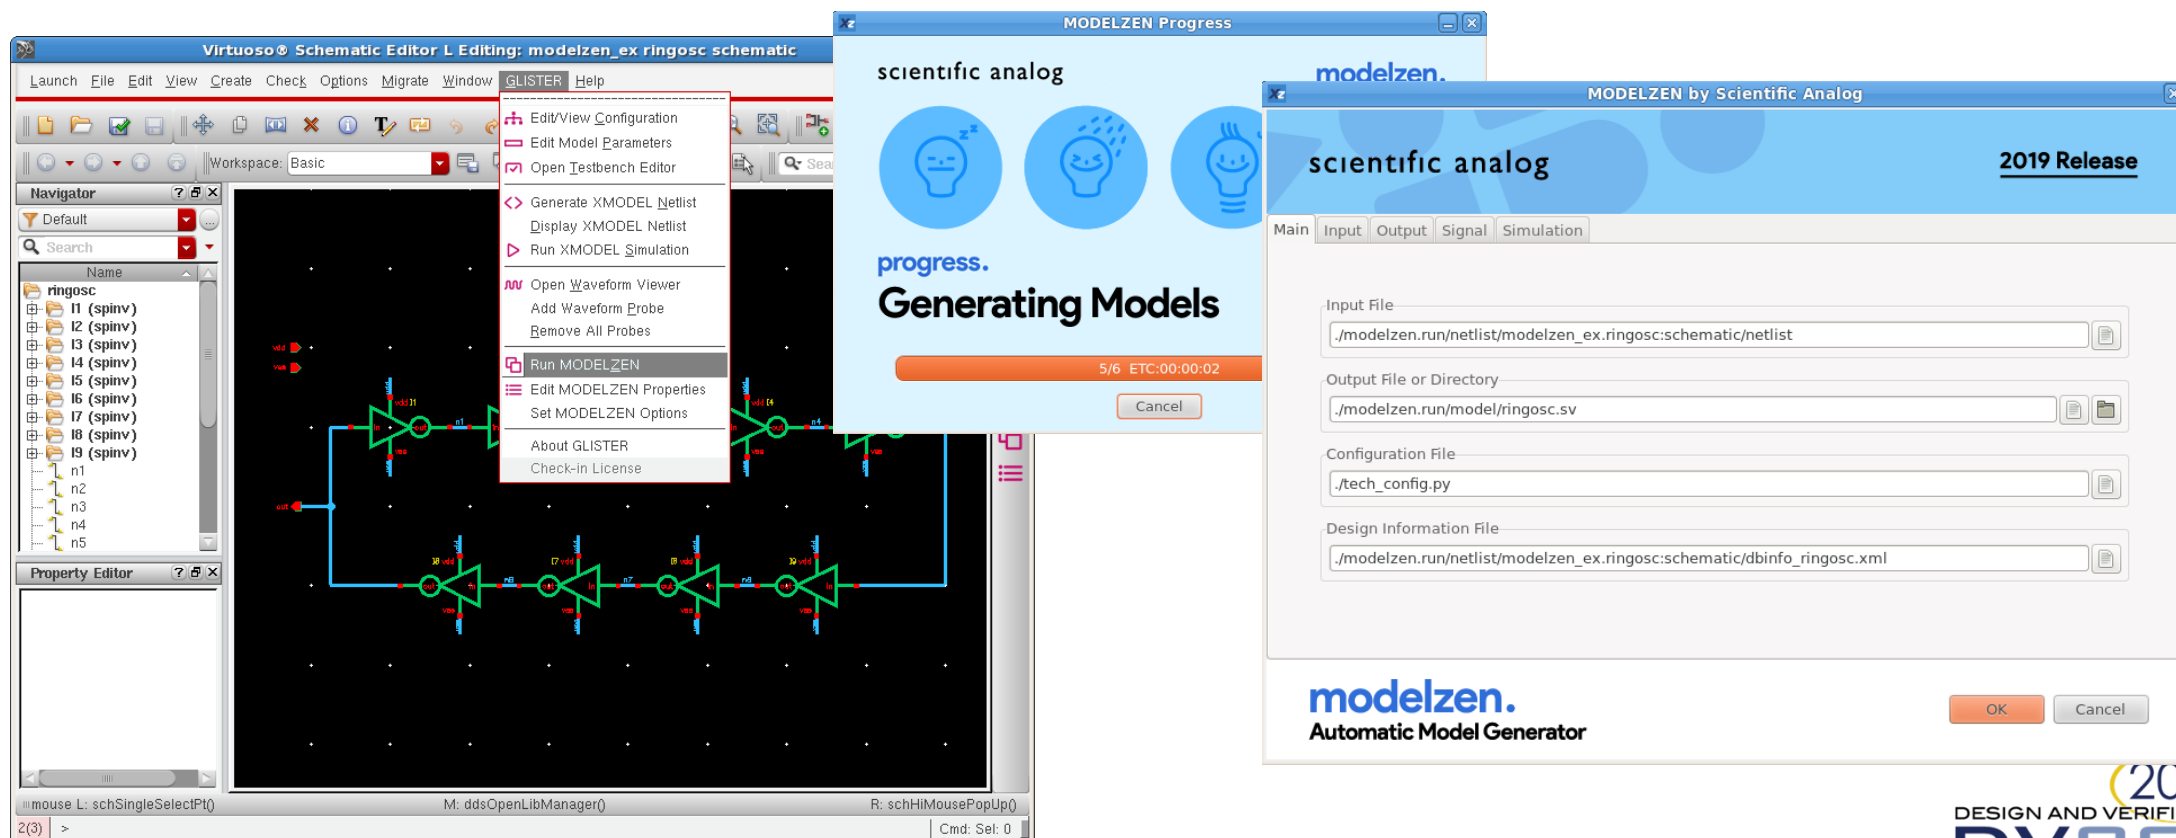 Virtuoso® Schematic Editor L Editing: modelzen_ex ringosc schematic
Launch File Edit View Create Check Options Migrate Window GLISTER Help
Workspace: Basic
Sea
Navigator
Default
Search
Name
ringosc
I1 (spinv)
I2 (spinv)
I3 (spinv)
I4 (spinv)
I5 (spinv)
I6 (spinv)
I7 (spinv)
I8 (spinv)
I9 (spinv)
n1
n2
n3
n4
n5
Property Editor
Edit/View Configuration
Edit Model Parameters
Open Testbench Editor
Generate XMODEL Netlist
Display XMODEL Netlist
Run XMODEL Simulation
Open Waveform Viewer
Add Waveform Probe
Remove All Probes
Run MODELZEN
Edit MODELZEN Properties
Set MODELZEN Options
About GLISTER
Check-in License
vdd
vss
out
mouse L: schSingleSelectPt()
M: ddsOpenLibManager()
R: schHiMousePopUp()
2(3) >
Cmd: Sel: 0
MODELZEN Progress
scientific analog
modelzen.
progress.
Generating Models
5/6 ETC:00:00:02
Cancel
MODELZEN by Scientific Analog
scientific analog
2019 Release
Main Input Output Signal Simulation
Input File
./modelzen.run/netlist/modelzen_ex.ringosc:schematic/netlist
Output File or Directory
./modelzen.run/model/ringosc.sv
Configuration File
./tech_config.py
Design Information File
./modelzen.run/netlist/modelzen_ex.ringosc:schematic/dbinfo_ringosc.xml
modelzen.
Automatic Model Generator
OK
Cancel
20
DESIGN AND VERIFI